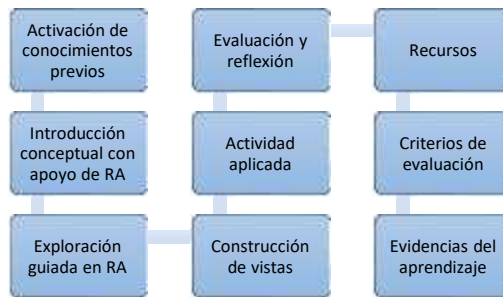 Activación de
conocimientos
previos
Introducción
conceptual con
apoyo de RA
Exploración
guiada en RA
Construcción
de vistas
Actividad
aplicada
Evaluación y
reflexión
Recursos
Criterios de
evaluación
Evidencias del
aprendizaje